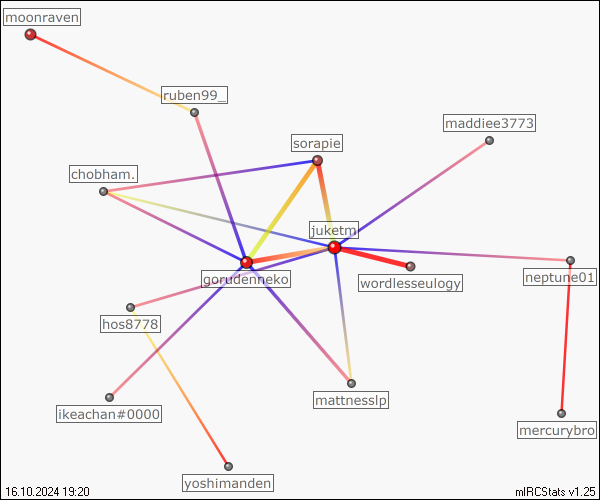 moonraven
ruben99_
maddiee3773
sorapie
chobham.
juketm
gorudenneko
wordlesseulogy
neptune01
hos8778
mattnesslp
ikeachan#0000
mercurybro
yoshimanden
16.10.2024 19:20
mIRCStats v1.25